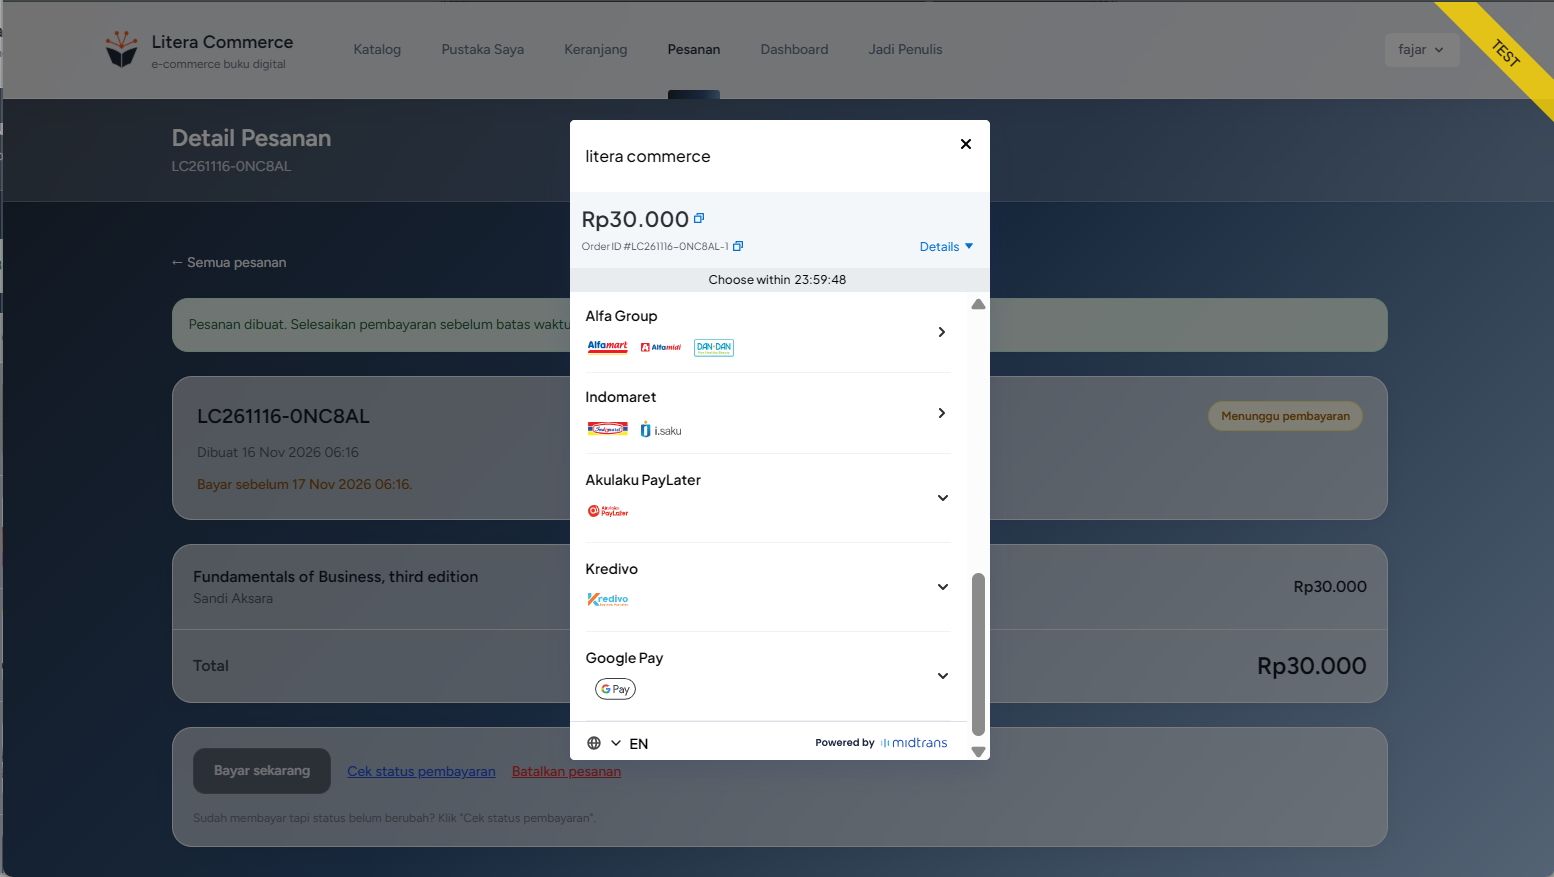 Litera Commerce
e-commerce buku digital
Katalog
Pustaka Saya
Keranjang
Pesanan
Dashboard
Jadi Penulis
fajar
TEST
Detail Pesanan
LC261116-0NC8AL
← Semua pesanan
Pesanan dibuat. Selesaikan pembayaran sebelum batas waktu
LC261116-0NC8AL
Menunggu pembayaran
Dibuat 16 Nov 2026 06:16
Bayar sebelum 17 Nov 2026 06:16.
Fundamentals of Business, third edition
Sandi Aksara
Rp30.000
Total
Rp30.000
Bayar sekarang
Cek status pembayaran
Batalkan pesanan
Sudah membayar tapi status belum berubah? Klik "Cek status pembayaran".
litera commerce
Rp30.000
Order ID #LC261116-0NC8AL-1
Details
Choose within 23:59:48
Alfa Group
Alfamart
Alfamidi
DAN+DAN
Indomaret
Indomaret
i.saku
Akulaku PayLater
Akulaku
PayLater
Kredivo
Kredivo
Google Pay
G Pay
EN
Powered by midtrans